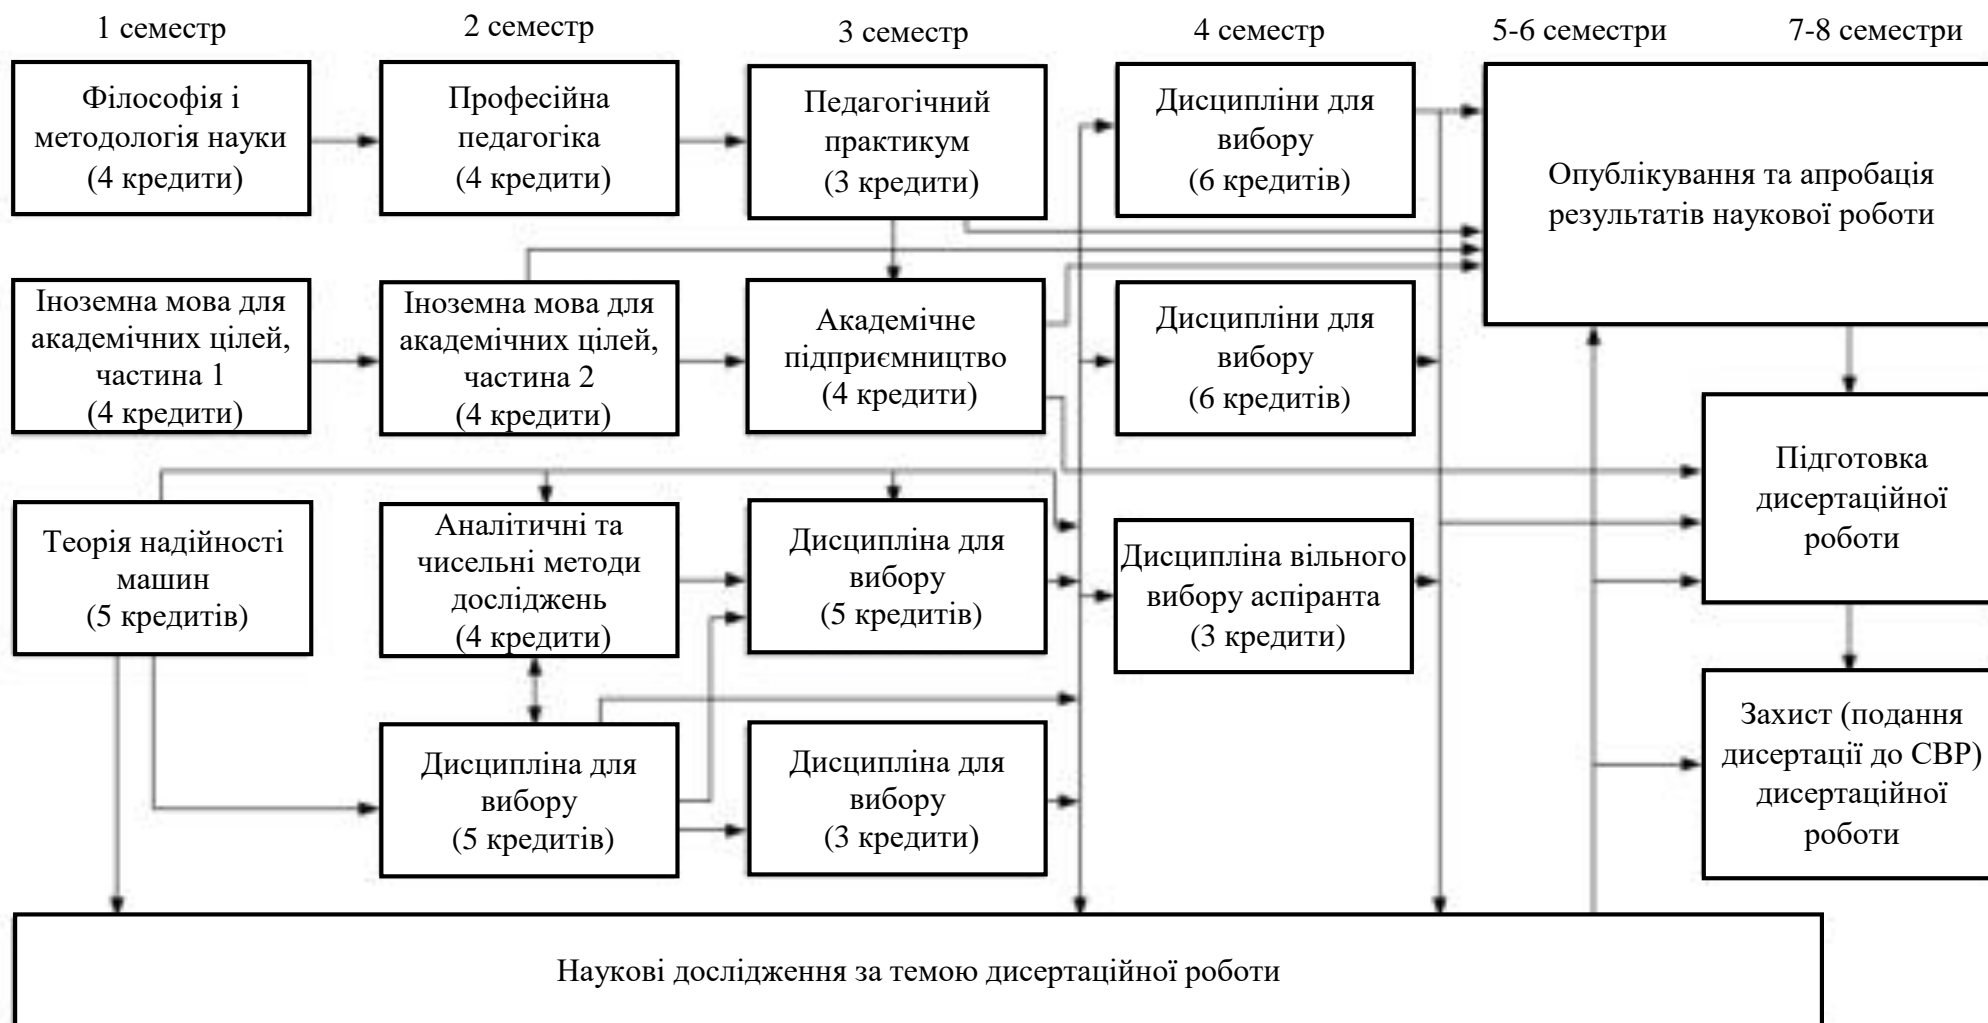 1 семестр
2 семестр
3 семестр
4 семестр
5-6 семестри
7-8 семестри
Філософія і
методологія науки
(4 кредити)
Професійна
педагогіка
(4 кредити)
Педагогічний
практикум
(3 кредити)
Дисципліни для
вибору
(6 кредитів)
Опублікування та апробація
результатів наукової роботи
Іноземна мова для
академічних цілей,
частина 1
(4 кредити)
Іноземна мова для
академічних цілей,
частина 2
(4 кредити)
Академічне
підприємництво
(4 кредити)
Дисципліни для
вибору
(6 кредитів)
Підготовка
дисертаційної
роботи
Теорія надійності
машин
(5 кредитів)
Аналітичні та
чисельні методи
досліджень
(4 кредити)
Дисципліна для
вибору
(5 кредитів)
Дисципліна вільного
вибору аспіранта
(3 кредити)
Дисципліна для
вибору
(5 кредитів)
Дисципліна для
вибору
(3 кредити)
Захист (подання
дисертації до СВР)
дисертаційної
роботи
Наукові дослідження за темою дисертаційної роботи